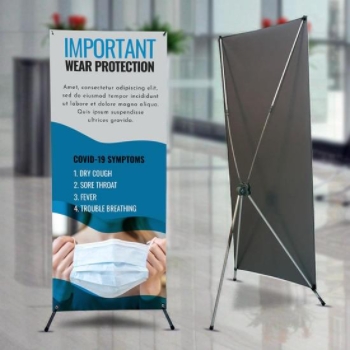 IMPORTANT
WEAR PROTECTION
Amet, consectetur adipiscing elit,
sed do eiusmod tempor incididunt
ut labore et dolore magna aliqua.
Quis ipsum suspendisse
ultrices gravida.
COVID-19 SYMPTOMS
1. DRY COUGH
2. SORE THROAT
3. FEVER
4. TROUBLE BREATHING